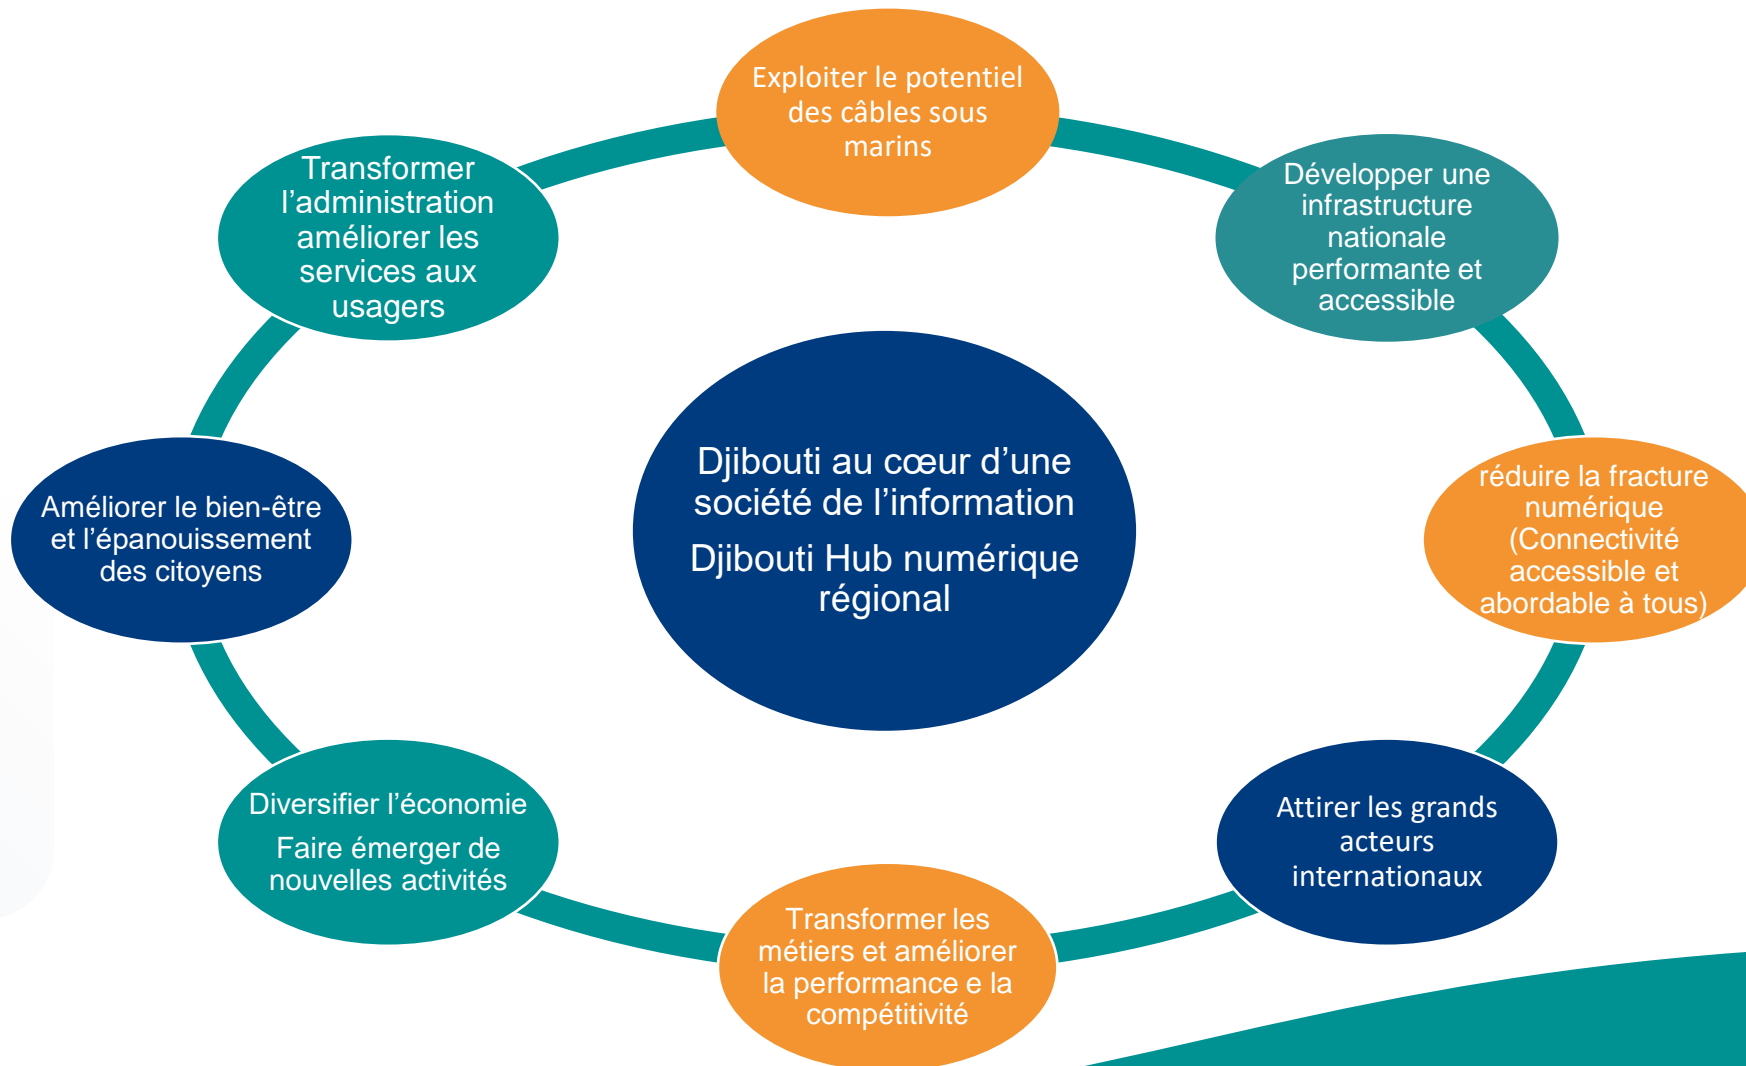 Exploiter le potentiel
des câbles sous
marins
Transformer
l’administration
améliorer les
services aux
usagers
Développer une
infrastructure
nationale
performante et
accessible
Djibouti au cœur d’une
société de l’information
Djibouti Hub numérique
régional
Améliorer le bien-être
et l’épanouissement
des citoyens
réduire la fracture
numérique
(Connectivité
accessible et
abordable à tous)
Diversifier l’économie
Faire émerger de
nouvelles activités
Attirer les grands
acteurs
internationaux
Transformer les
métiers et améliorer
la performance e la
compétitivité